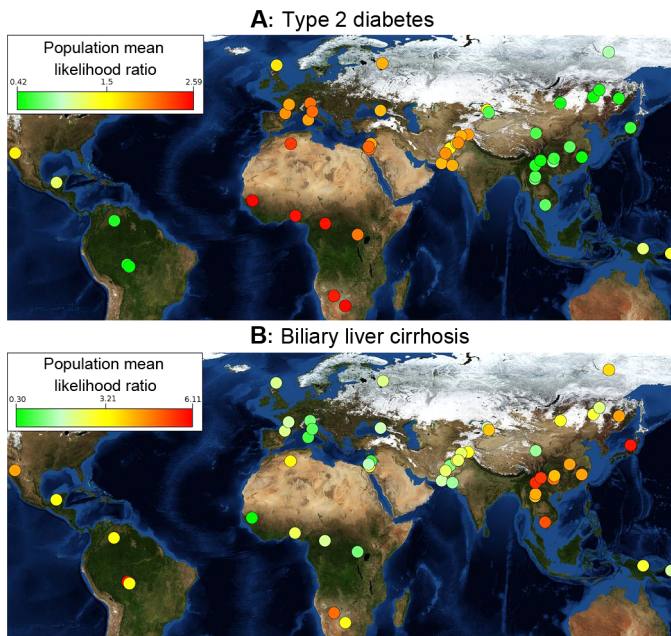 A: Type 2 diabetes
Population mean
likelihood ratio
0.42 1.5 2.59
B: Biliary liver cirrhosis
Population mean
likelihood ratio
0.30 3.21 6.11